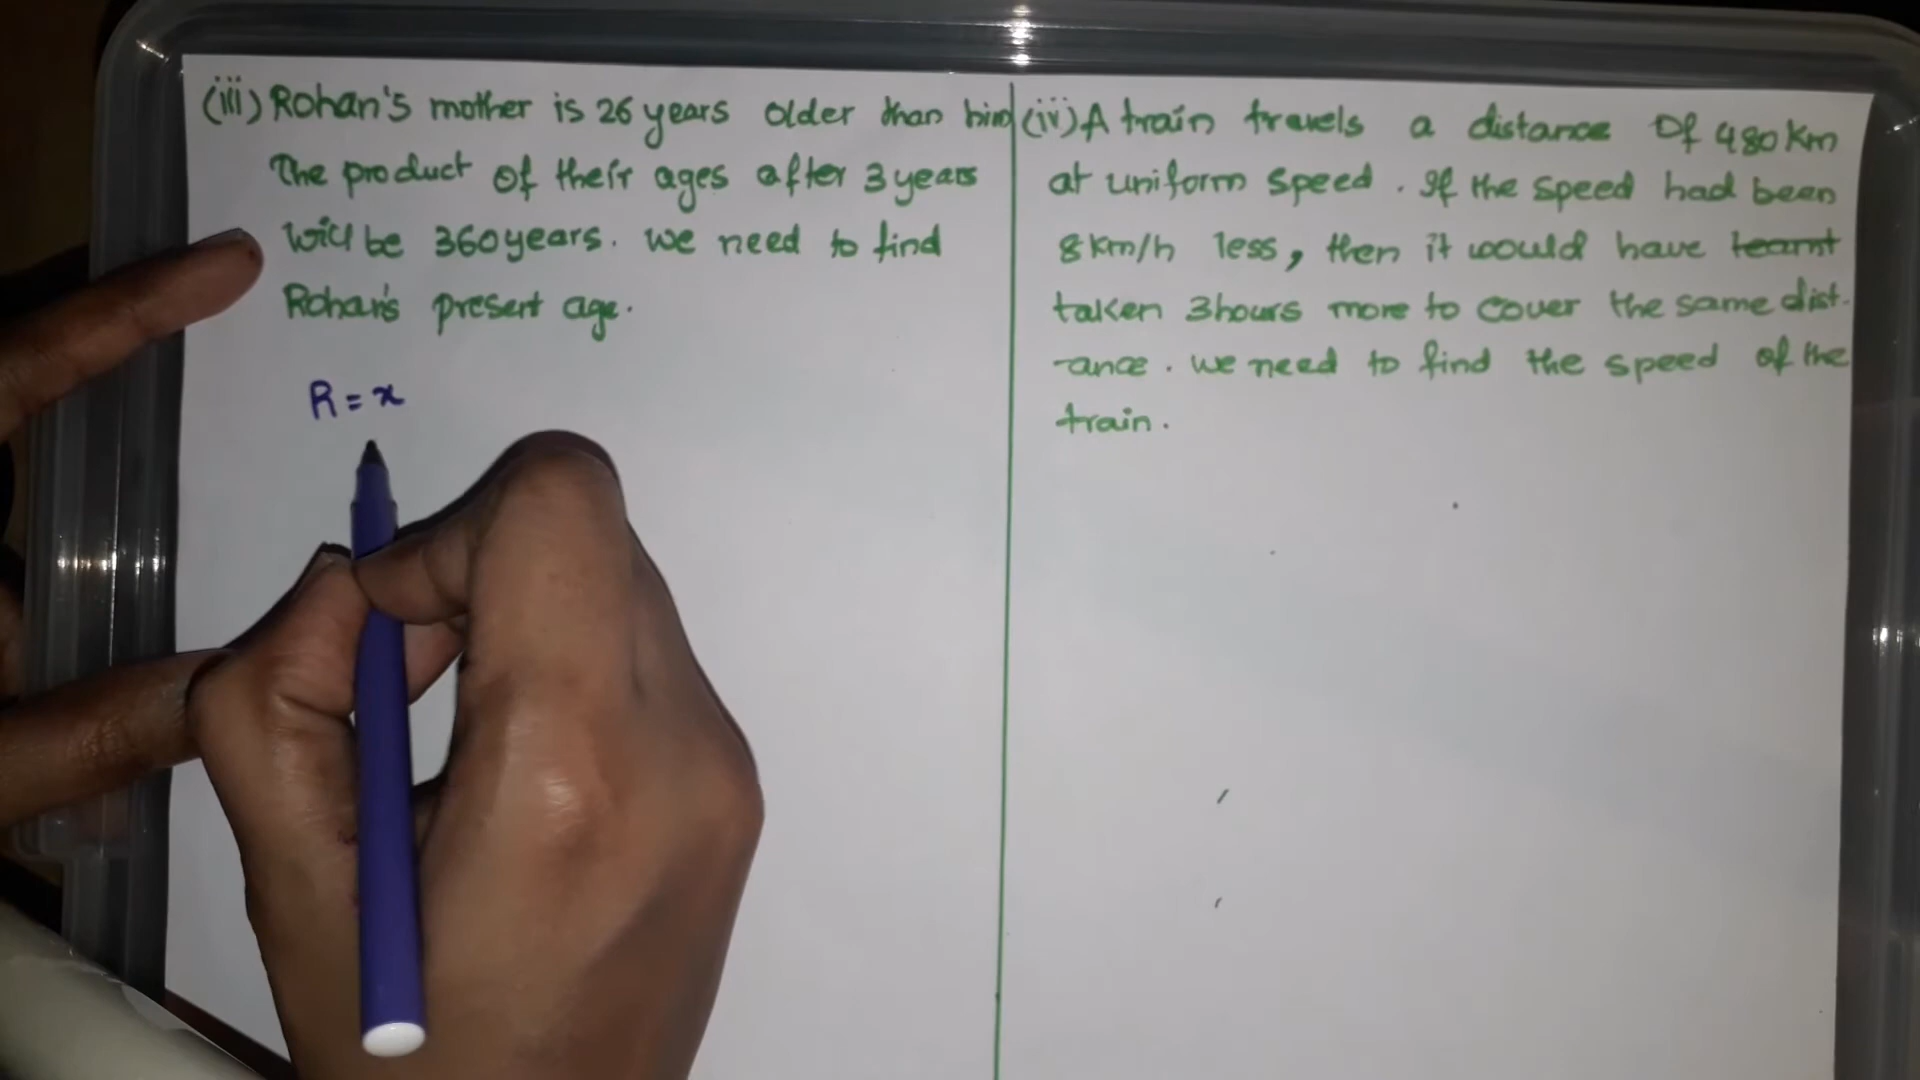 (iii) Rohan's mother is 26 years older than him
The product of their ages after 3 years
will be 360 years. we need to find
Rohan's present age.
R = x
(iv) A train travels a distance Of 480 Km
at uniform speed. If the speed had been
8 km/h less, then it would have
taken 3 hours more to cover the same dist-
-ance. we need to find the speed of the
train.